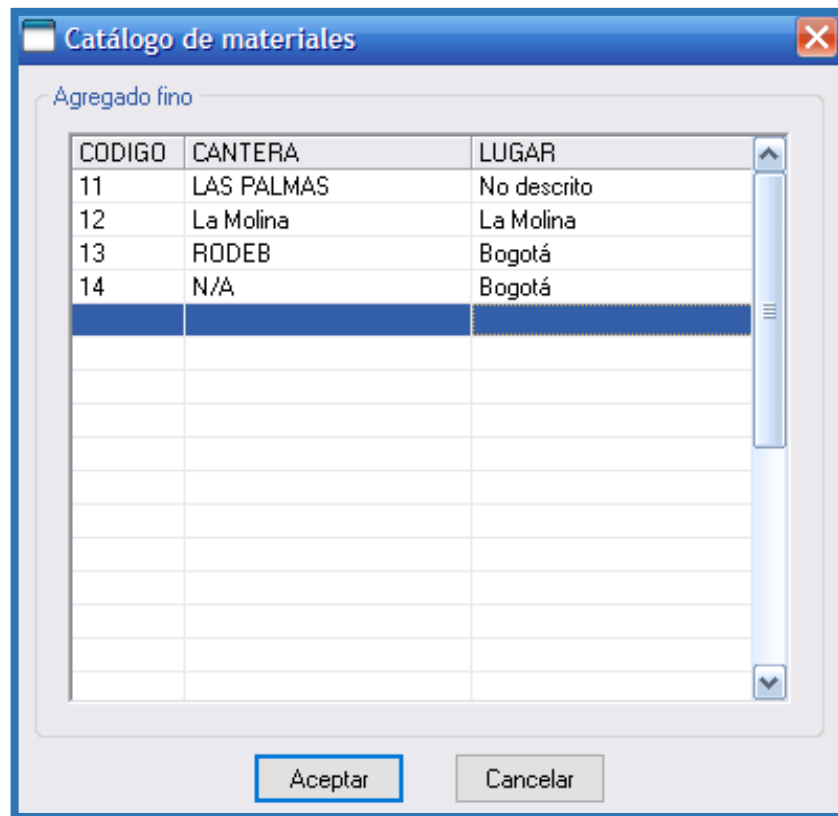 Catálogo de materiales
Agregado fino
CODIGO CANTERA LUGAR
11 LAS PALMAS No descrito
12 La Molina La Molina
13 RODEB Bogotá
14 N/A Bogotá
Aceptar Cancelar